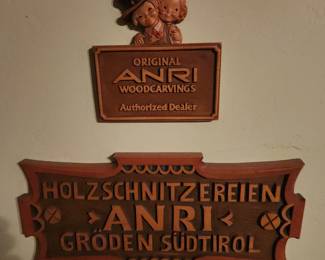 ORIGINAL
ANRI
WOODCARVINGS
Authorized Dealer
HOLZSCHNITZEREIEN
ANRI
GRÖDEN SÜDTIROL